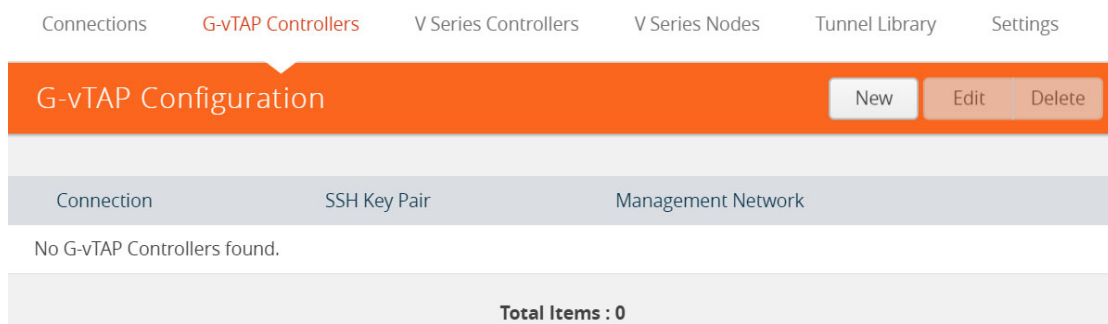 Connections G-vTAP Controllers V Series Controllers V Series Nodes Tunnel Library Settings
G-vTAP Configuration New Edit Delete
Connection SSH Key Pair Management Network
No G-vTAP Controllers found.
Total Items : 0